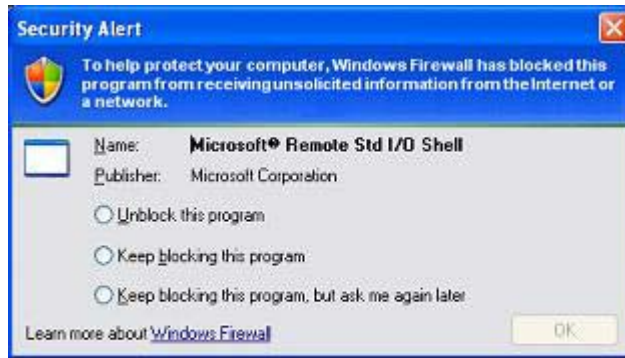 Security Alert
To help protect your computer, Windows Firewall has blocked this
program from receiving unsolicited information from the Internet or
a network.
Name: Microsoft® Remote Std I/O Shell
Publisher: Microsoft Corporation
Unblock this program
Keep blocking this program
Keep blocking this program, but ask me again later
Learn more about Windows Firewall
OK